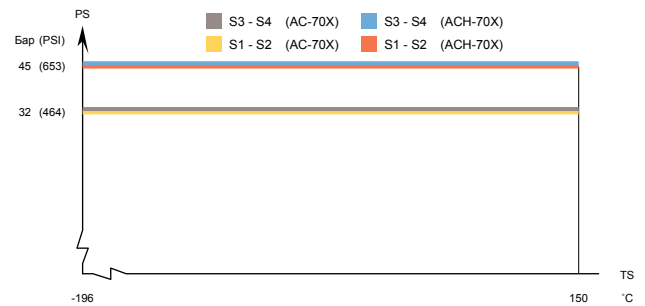 PS
S3 - S4 (AC-70X) S3 - S4 (ACH-70X)
Бар (PSI) S1 - S2 (AC-70X) S1 - S2 (ACH-70X)
45 (653)
32 (464)
TS
-196 150 °C